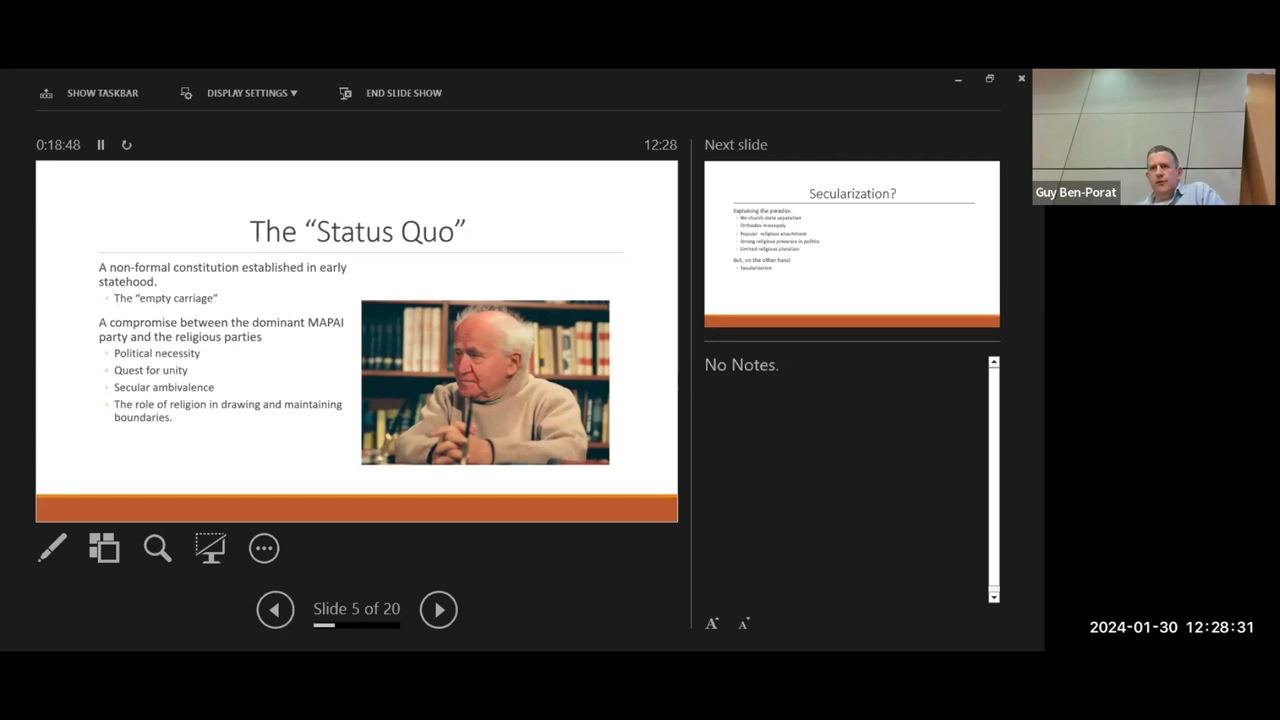 SHOW TASKBAR
DISPLAY SETTINGS ▼
END SLIDE SHOW
0:18:48
12:28
The “Status Quo”
A non-formal constitution established in early
statehood.
The “empty carriage”
A compromise between the dominant MAPAI
party and the religious parties
Political necessity
Quest for unity
Secular ambivalence
The role of religion in drawing and maintaining
boundaries.
Slide 5 of 20
Next slide
Secularization?
Explaining the paradox:
No church-state separation
Orthodox monopoly
Popular religious attachment
Strong religious presence in politics
Limited religious pluralism
But, on the other hand
Secularization
No Notes.
A
A
Guy Ben-Porat
2024-01-30 12:28:31